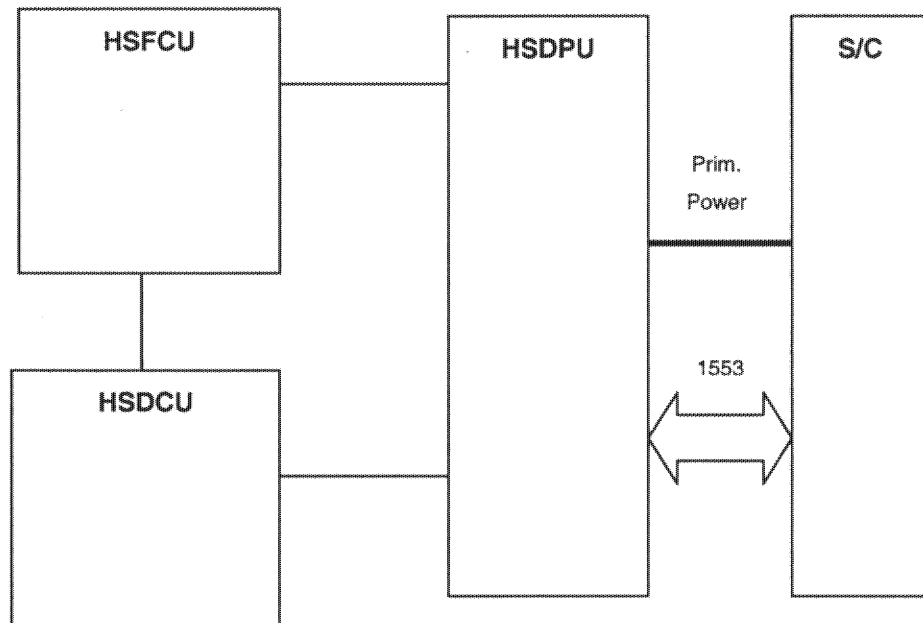 HSFCU
HSDPU
S/C
Prim.
Power
1553
HSDCU